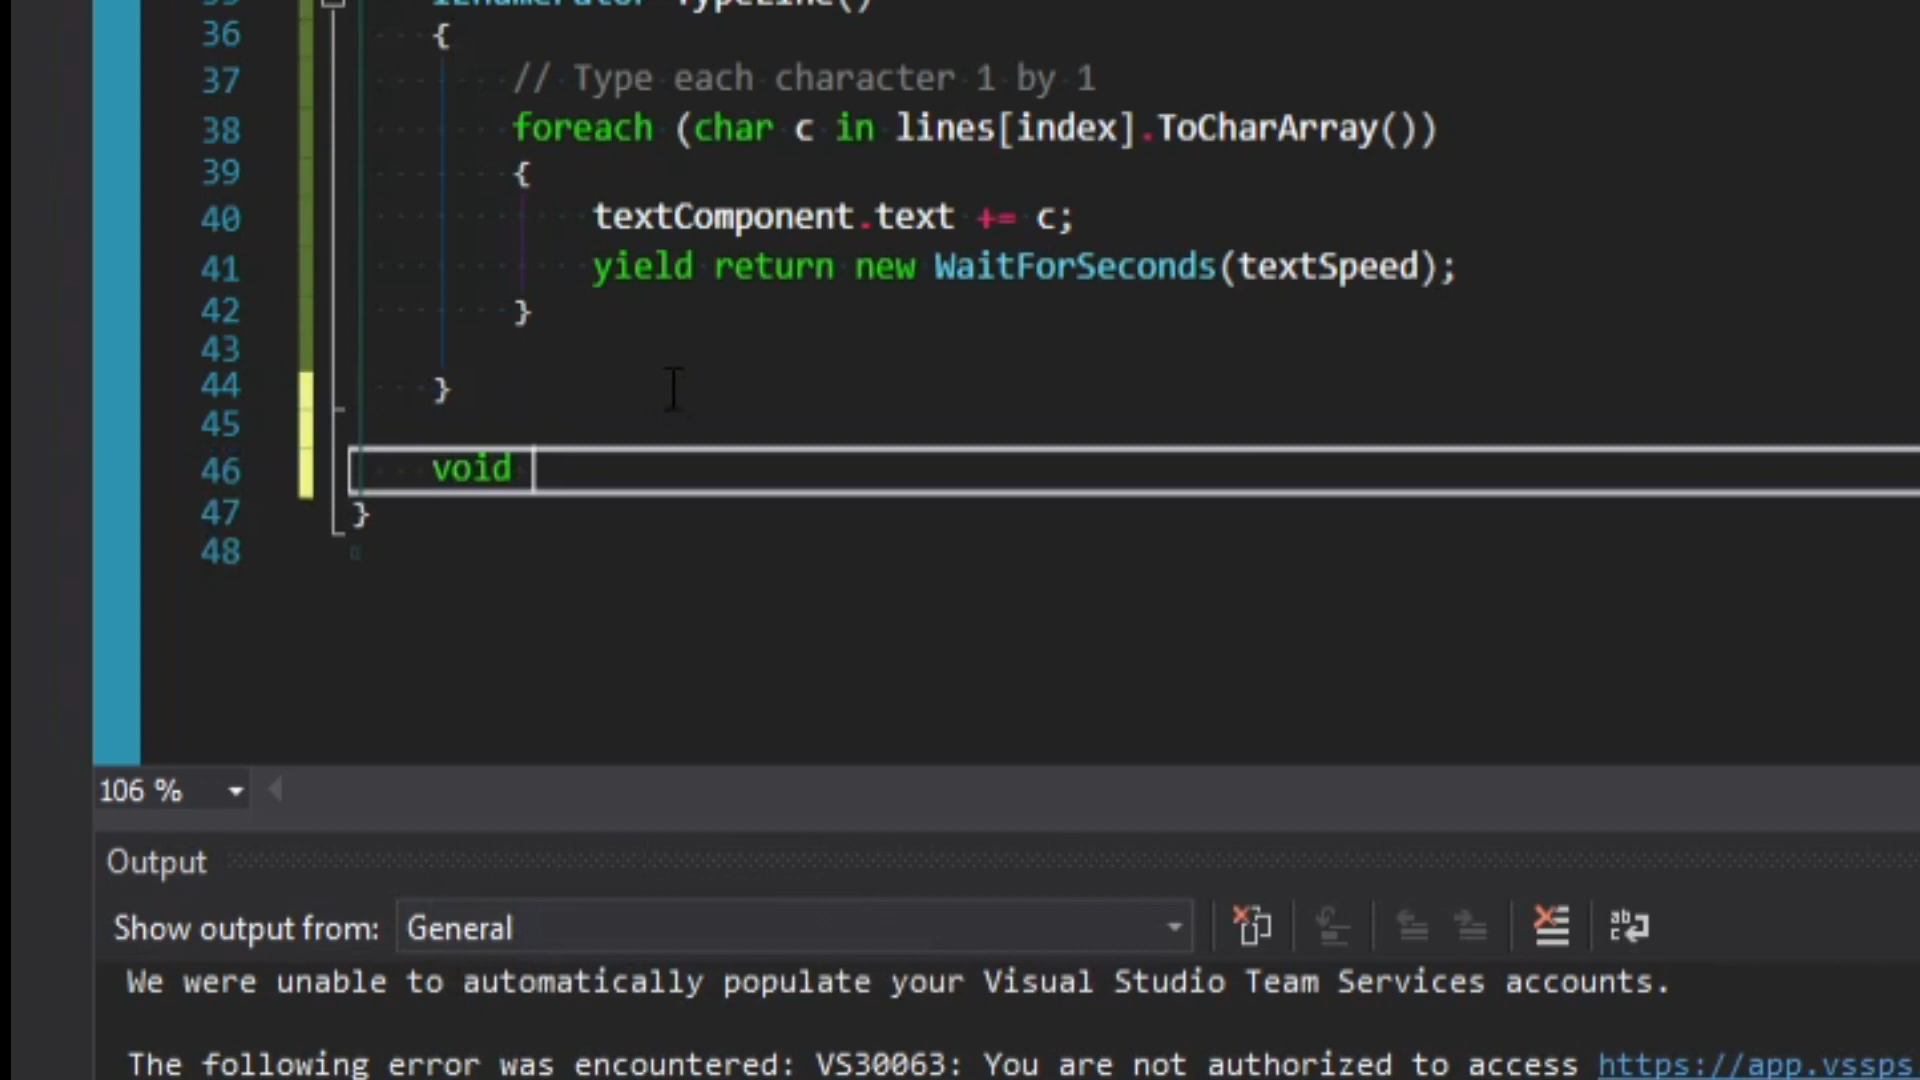 35 IEnumerator TypeLine()
36 {
37 // Type each character 1 by 1
38 foreach (char c in lines[index].ToCharArray())
39 {
40 textComponent.text += c;
41 yield return new WaitForSeconds(textSpeed);
42 }
43
44 }
45
46 void
47 }
48
106 %
Output
Show output from: General
We were unable to automatically populate your Visual Studio Team Services accounts.
The following error was encountered: VS30063: You are not authorized to access https://app.vssps